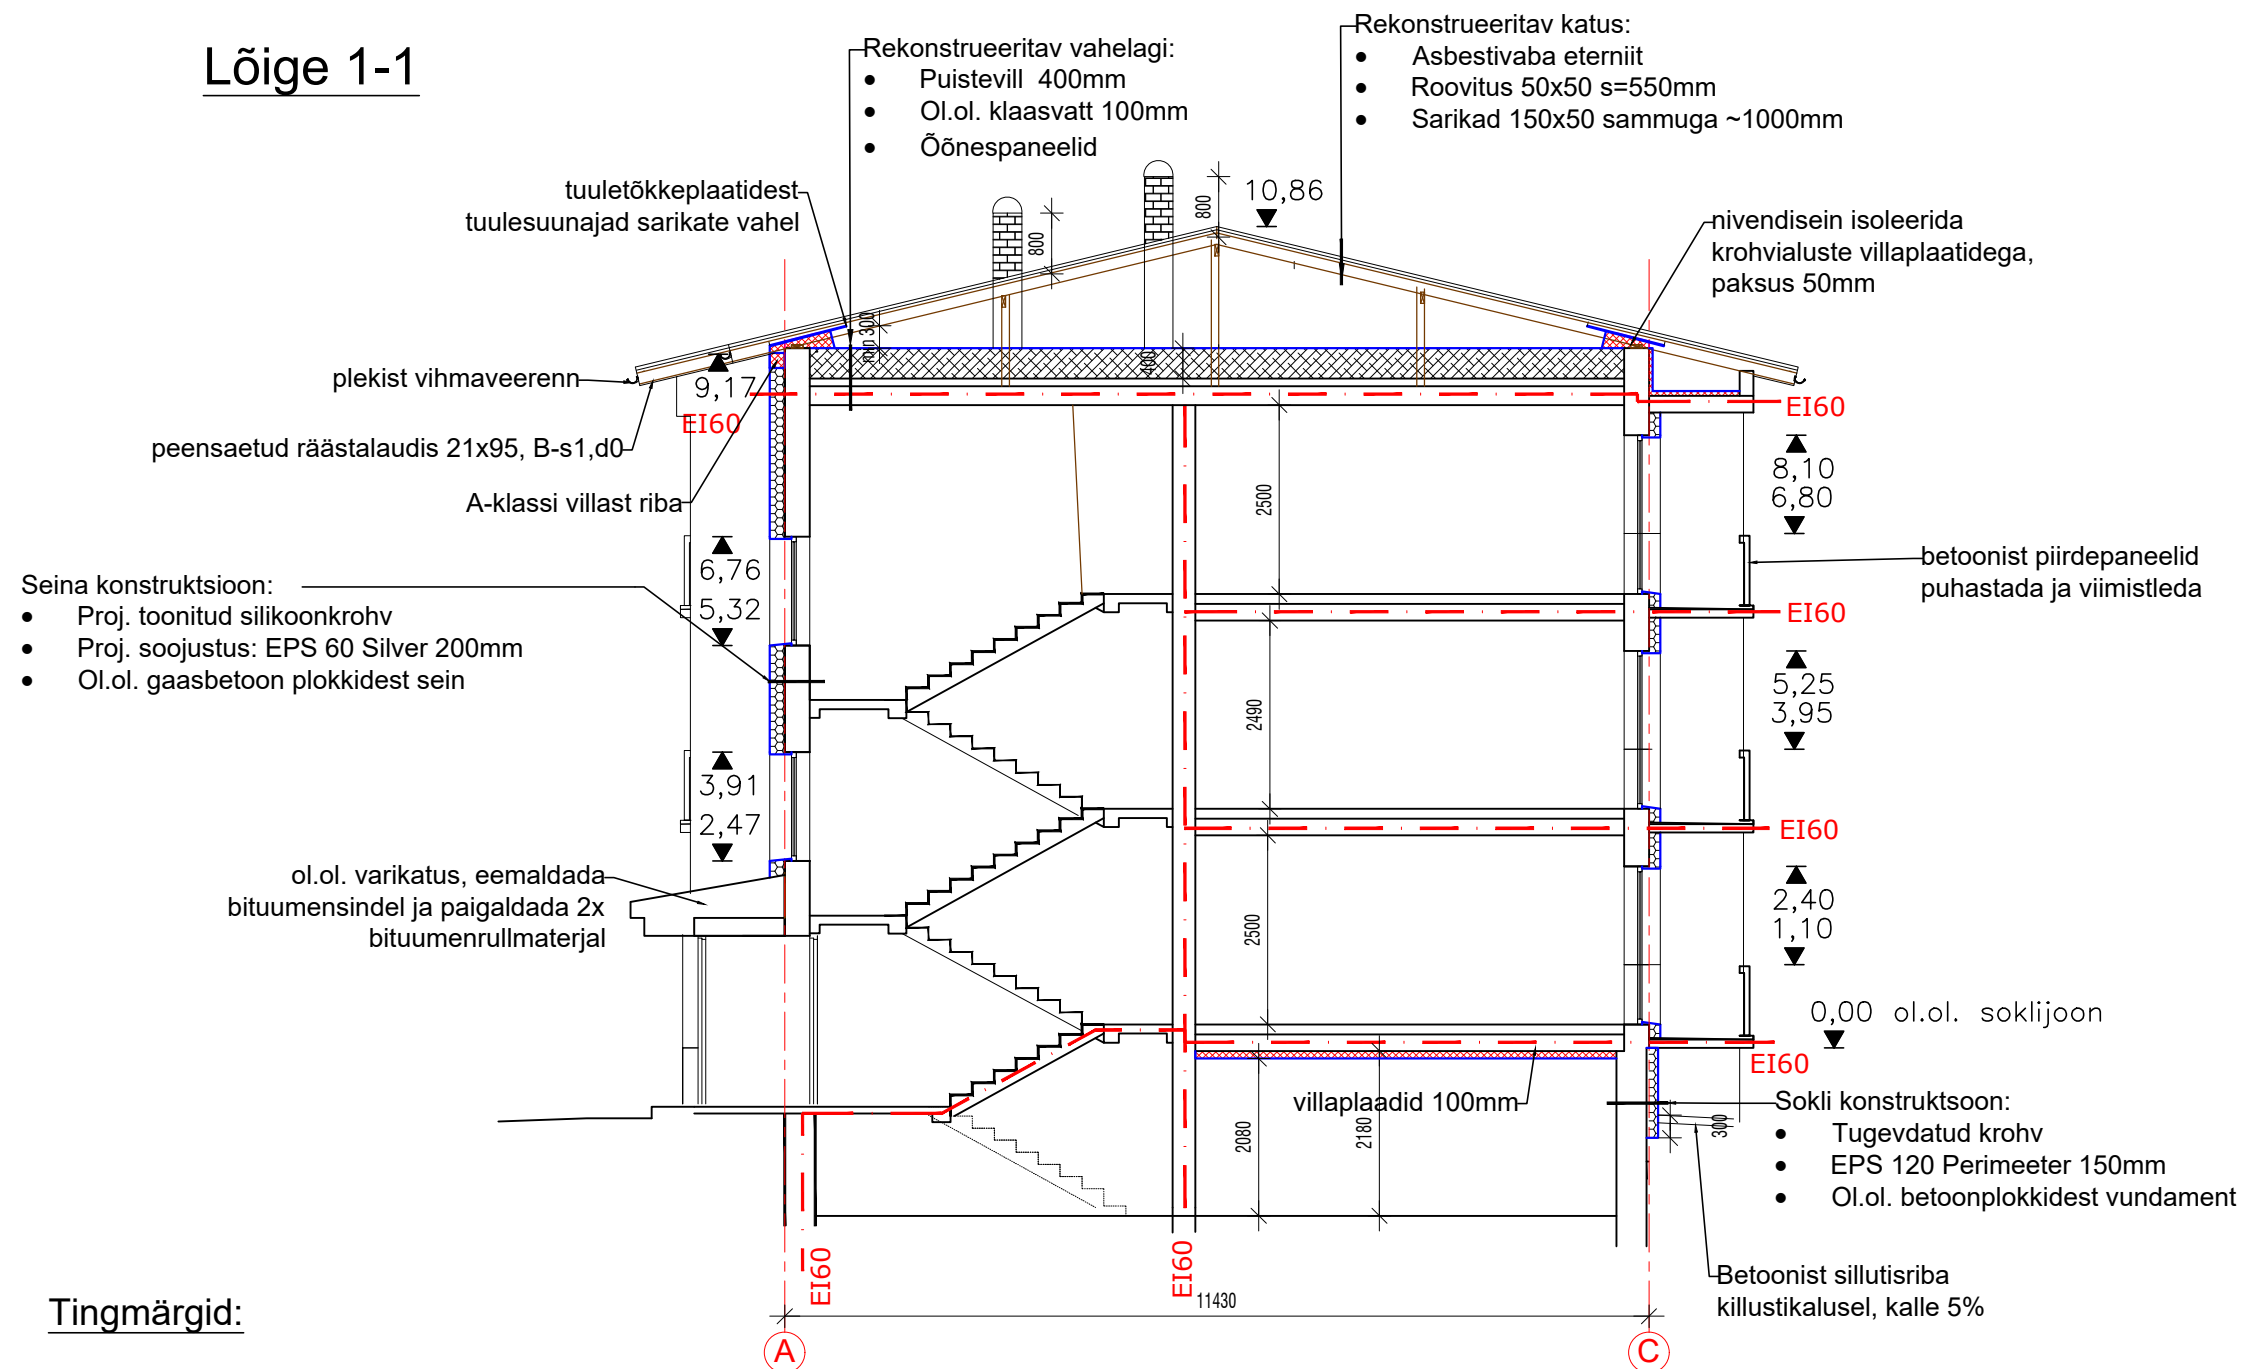 Lõige 1-1
Rekonstrueeritav vahelagi:
• Puistevill 400mm
• Ol.ol. klaasvatt 100mm
• Õõnespaneelid
Rekonstrueeritav katus:
• Asbestivaba eterniit
• Roovitus 50x50 s=550mm
• Sarikad 150x50 sammuga ~1000mm
tuuletõkkeplaatidest
tuulesuunajad sarikate vahel
800
800
10,86
nivendisein isoleerida
krohvialuste villaplaatidega,
paksus 50mm
min 300
400
plekist vihmaveerenn
9,17
EI60
EI60
peensaetud räästalaudis 21x95, B-s1,d0
A-klassi villast riba
8,10
6,80
2500
Seina konstruktsioon:
• Proj. toonitud silikoonkrohv
• Proj. soojustus: EPS 60 Silver 200mm
• Ol.ol. gaasbetoon plokkidest sein
6,76
5,32
betoonist piirdepaneelid
puhastada ja viimistleda
EI60
5,25
3,95
2490
3,91
2,47
EI60
ol.ol. varikatus, eemaldada
bituumensindel ja paigaldada 2x
bituumenrullmaterjal
2,40
1,10
2500
0,00 ol.ol. soklijoon
EI60
villaplaadid 100mm
2080
2180
300
Sokli konstruktsoon:
• Tugevdatud krohv
• EPS 120 Perimeeter 150mm
• Ol.ol. betoonplokkidest vundament
EI60
EI60
Betoonist sillutisriba
killustikalusel, kalle 5%
11430
Tingmärgid:
A
C